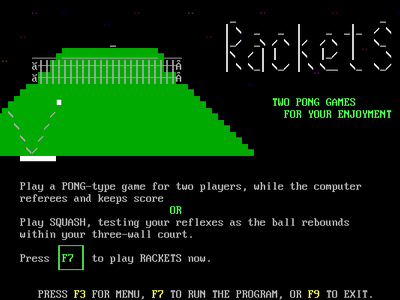 RacketS
TWO PONG GAMES
FOR YOUR ENJOYMENT
Play a PONG-type game for two players, while the computer
referees and keeps score
OR
Play SQUASH, testing your reflexes as the ball rebounds
within your three-wall court.
Press F7 to play RACKETS now.
PRESS F3 FOR MENU, F7 TO RUN THE PROGRAM, OR F9 TO EXIT.